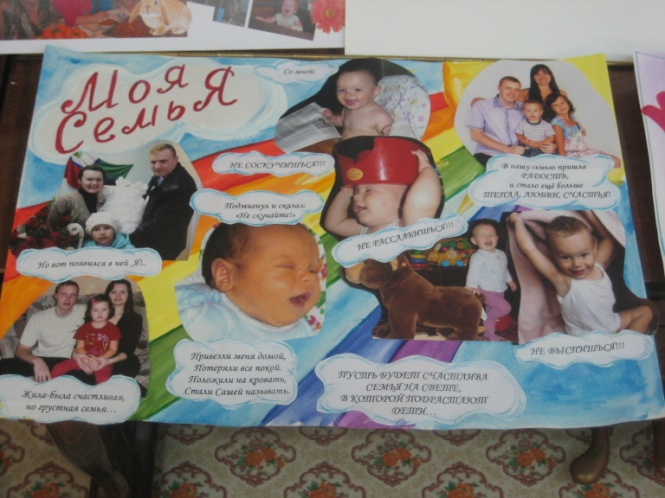 Моя
СемьЯ
Со мной:
НЕ СОСКУЧИШЬСЯ!!!
В нашу семью пришла
РАДОСТЬ,
и стало ещё больше
ТЕПЛА, ЛЮБВИ, СЧАСТЬЯ!
Подмигнул и сказал:
«Не скучайте!»
НЕ РАССЛАБИШЬСЯ!!!
Но вот появился в ней Я!...
НЕ ВЫСПИШЬСЯ!!!
Привезли меня домой,
Потеряли все покой.
Положили на кровать,
Стали Сашей называть.
ПУСТЬ БУДЕТ СЧАСТЛИВА
СЕМЬЯ НА СВЕТЕ,
В КОТОРОЙ ПОДРАСТАЮТ
ДЕТИ…
Жила-была счастливая,
но грустная семья…